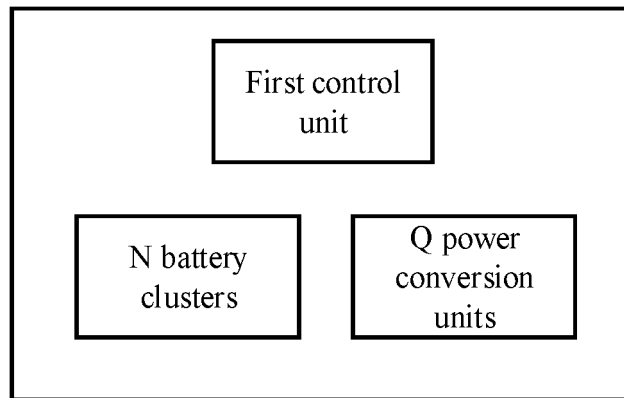 First control
unit
N battery
clusters
Q power
conversion
units